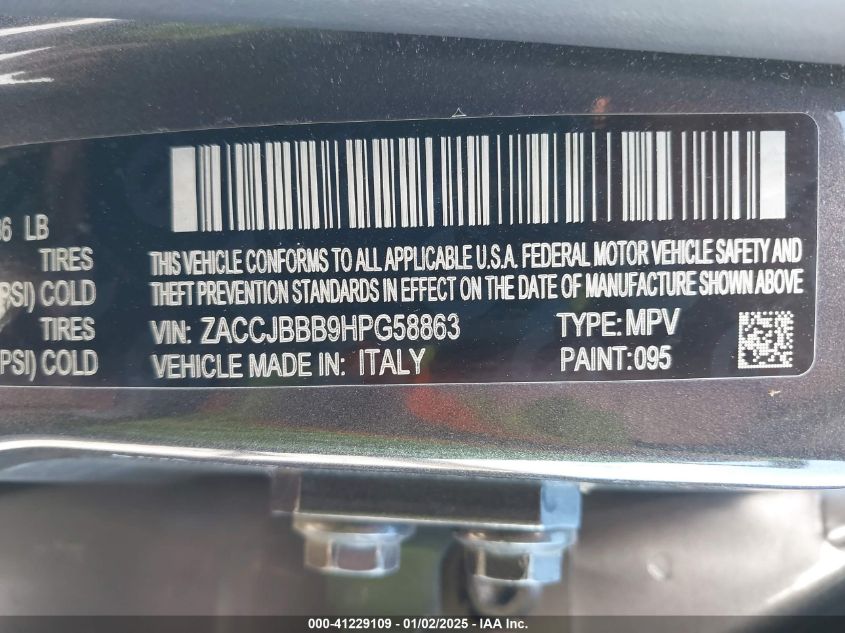 36 LB
TIRES
PSI) COLD
TIRES
PSI) COLD
THIS VEHICLE CONFORMS TO ALL APPLICABLE U.S.A. FEDERAL MOTOR VEHICLE SAFETY AND
THEFT PREVENTION STANDARDS IN EFFECT ON THE DATE OF MANUFACTURE SHOWN ABOVE
VIN: ZACCJBBB9HPG58863 TYPE: MPV
VEHICLE MADE IN: ITALY PAINT: 095
000-41229109 - 01/02/2025 - © IAA Inc.